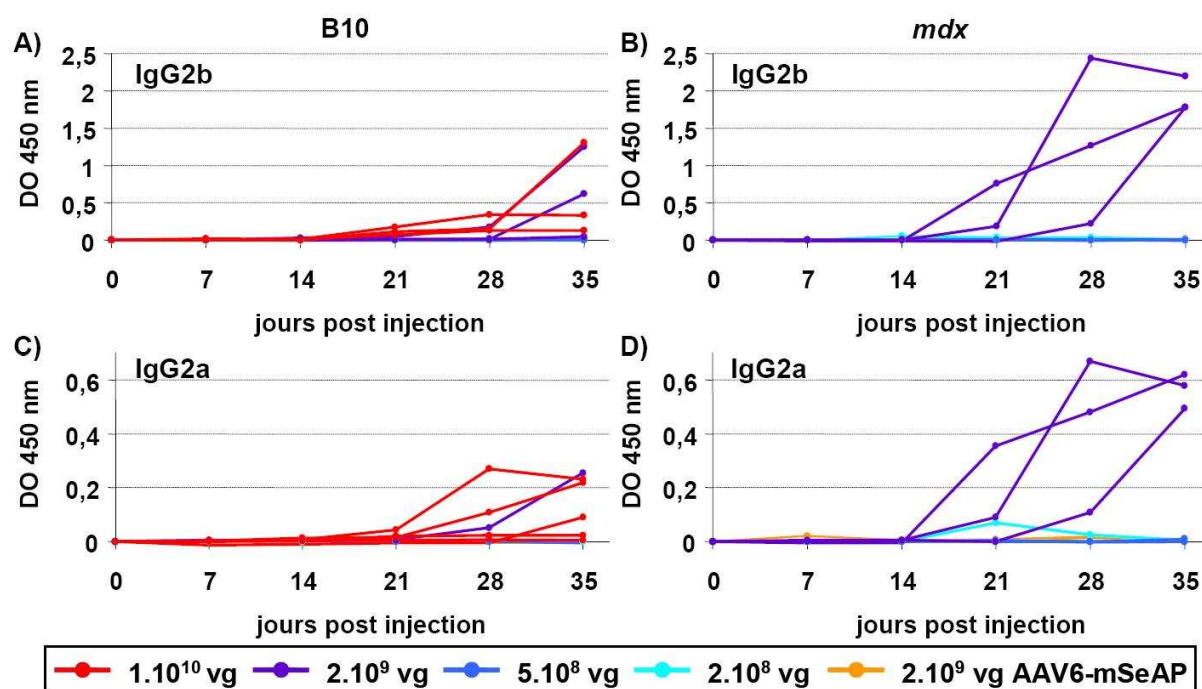 B10
mdx
A)
IgG2b
DO 450 nm
2,5
2
1,5
1
0,5
0
0 7 14 21 28 35
jours post injection
B)
IgG2b
DO 450 nm
2,5
2
1,5
1
0,5
0
0 7 14 21 28 35
jours post injection
C)
IgG2a
DO 450 nm
0,6
0,4
0,2
0
0 7 14 21 28 35
jours post injection
D)
IgG2a
DO 450 nm
0,6
0,4
0,2
0
0 7 14 21 28 35
jours post injection
1.10¹⁰ vg 2.10⁹ vg 5.10⁸ vg 2.10⁸ vg 2.10⁹ vg AAV6-mSeAP